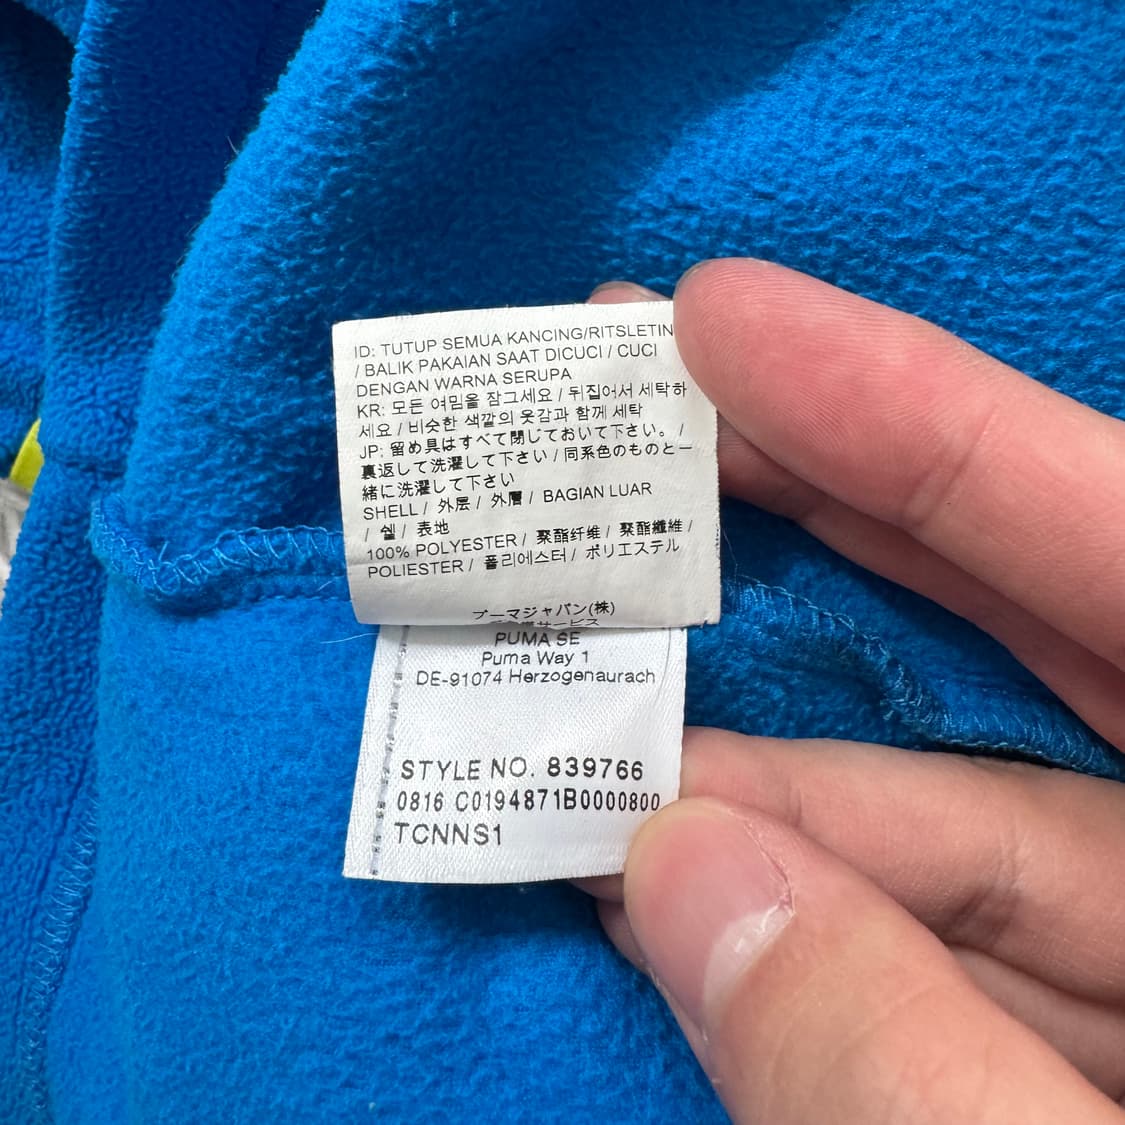 ID: TUTUP SEMUA KANCING/RITSLETIN
/ BALIK PAKAIAN SAAT DICUCI / CUCI
DENGAN WARNA SERUPA
KR: 모든 여밈을 잠그세요 / 뒤집어서 세탁하
세요 / 비슷한 색깔의 옷감과 함께 세탁
JP: 留め具はすべて閉じておいて下さい。 /
裏返して洗濯して下さい / 同系色のものと一
緒に洗濯して下さい
SHELL / 外层 / 外層 / BAGIAN LUAR
/ 쉘 / 表地
100% POLYESTER / 聚酯纤维 / 聚酯纖維 /
POLIESTER / 폴리에스터 / ポリエステル
プーマジャパン(株)
サービス
PUMA SE
Puma Way 1
DE-91074 Herzogenaurach
STYLE NO. 839766
0816 C0194871B0000800
TCNNS1